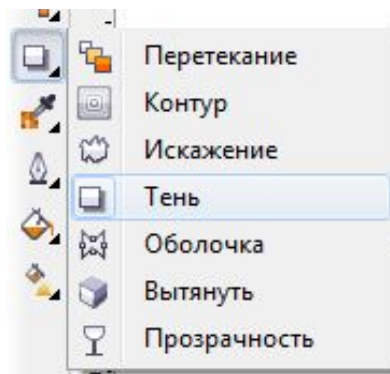 Перетекание
Контур
Искажение
Тень
Оболочка
Вытянуть
Прозрачность